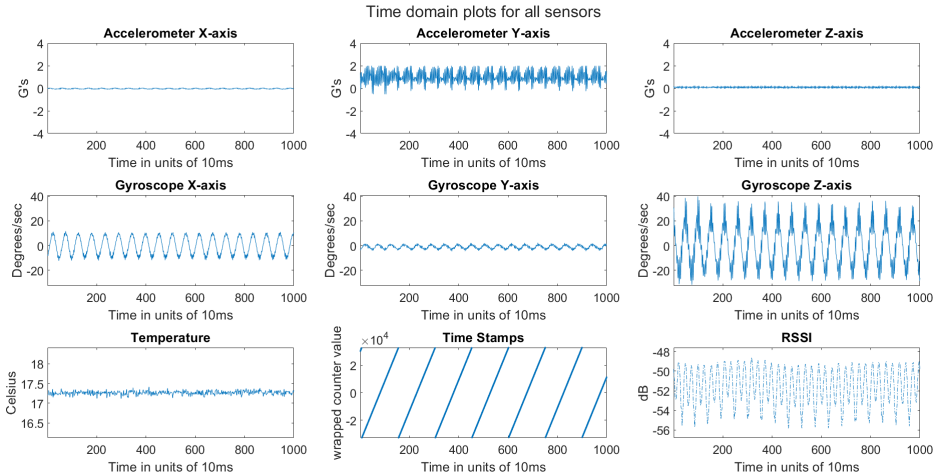 Time domain plots for all sensors
Accelerometer X-axis
4
2
0
-2
-4
G's
200 400 600 800 1000
Time in units of 10ms
Accelerometer Y-axis
4
2
0
-2
-4
G's
200 400 600 800 1000
Time in units of 10ms
Accelerometer Z-axis
4
2
0
-2
-4
G's
200 400 600 800 1000
Time in units of 10ms
Gyroscope X-axis
40
20
0
-20
Degrees/sec
200 400 600 800 1000
Time in units of 10ms
Gyroscope Y-axis
40
20
0
-20
Degrees/sec
200 400 600 800 1000
Time in units of 10ms
Gyroscope Z-axis
40
20
0
-20
Degrees/sec
200 400 600 800 1000
Time in units of 10ms
Temperature
18
17.5
17
16.5
Celsius
200 400 600 800 1000
Time in units of 10ms
Time Stamps
×10⁴
2
0
-2
wrapped counter value
200 400 600 800 1000
Time in units of 10ms
RSSI
-48
-50
-52
-54
-56
dB
200 400 600 800 1000
Time in units of 10ms